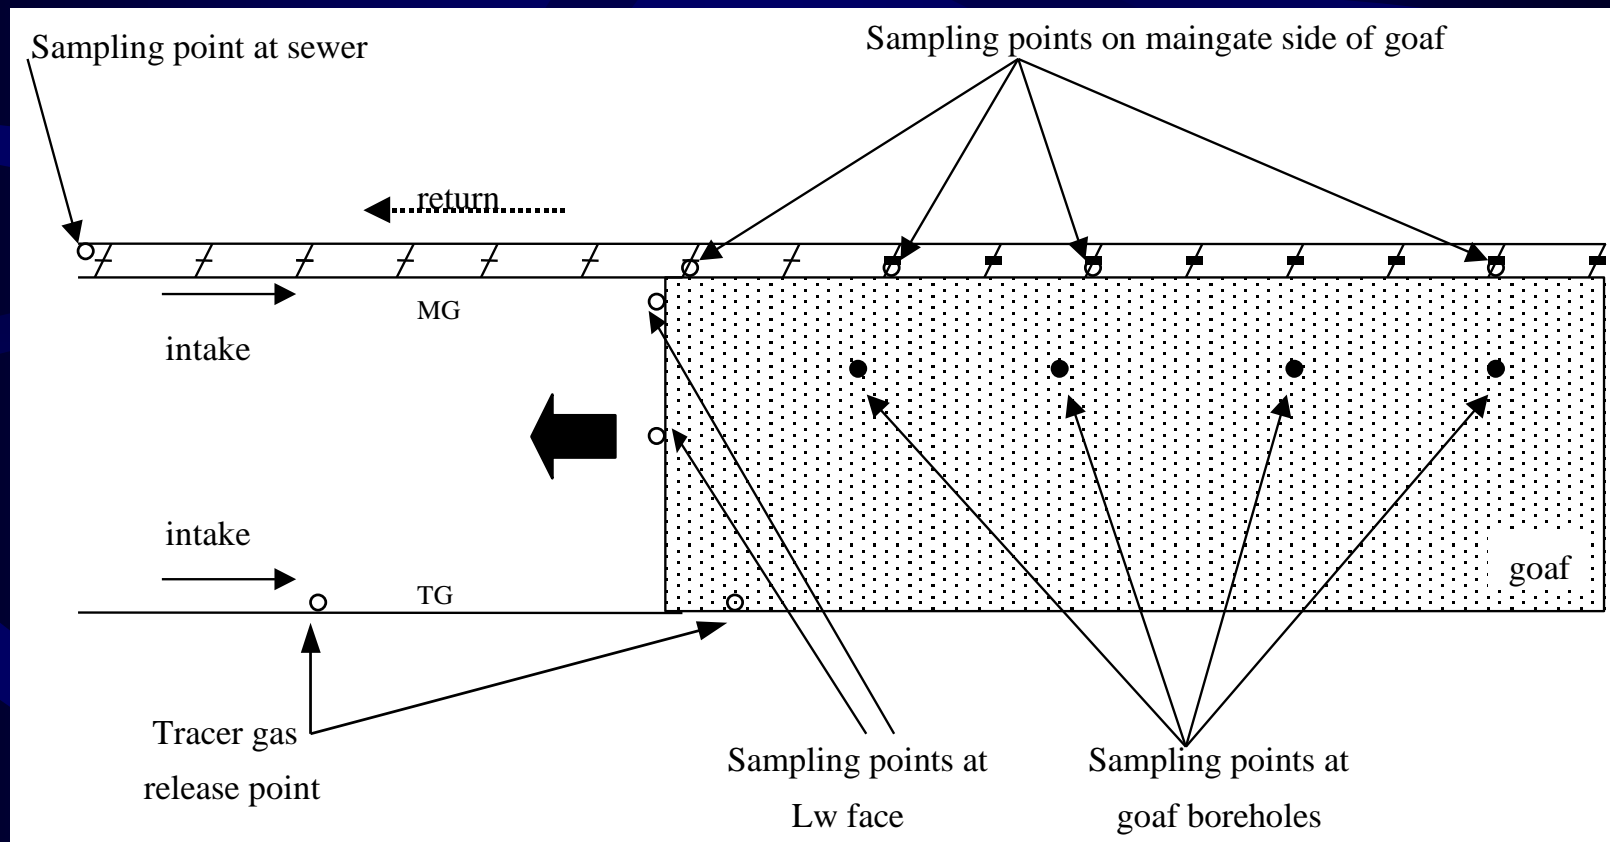 Sampling point at sewer
Sampling points on maingate side of goaf
return
MG
intake
intake
TG
goaf
Tracer gas
release point
Sampling points at
Lw face
Sampling points at
goaf boreholes